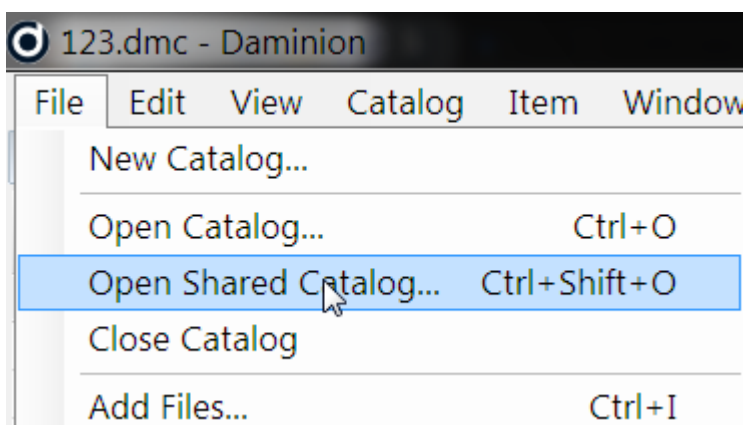 123.dmc - Daminion
File Edit View Catalog Item Window
New Catalog...
Open Catalog... Ctrl+O
Open Shared Catalog... Ctrl+Shift+O
Close Catalog
Add Files... Ctrl+I